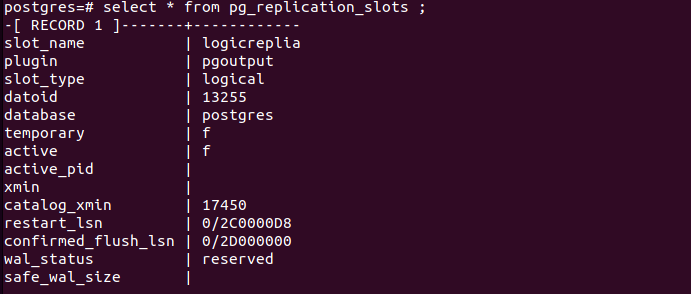 postgres=# select * from pg_replication_slots ;
-[ RECORD 1 ]-------+------------
slot_name           | logicreplia
plugin              | pgoutput
slot_type           | logical
datoid              | 13255
database            | postgres
temporary           | f
active              | f
active_pid          |
xmin                |
catalog_xmin        | 17450
restart_lsn         | 0/2C0000D8
confirmed_flush_lsn | 0/2D000000
wal_status          | reserved
safe_wal_size       |